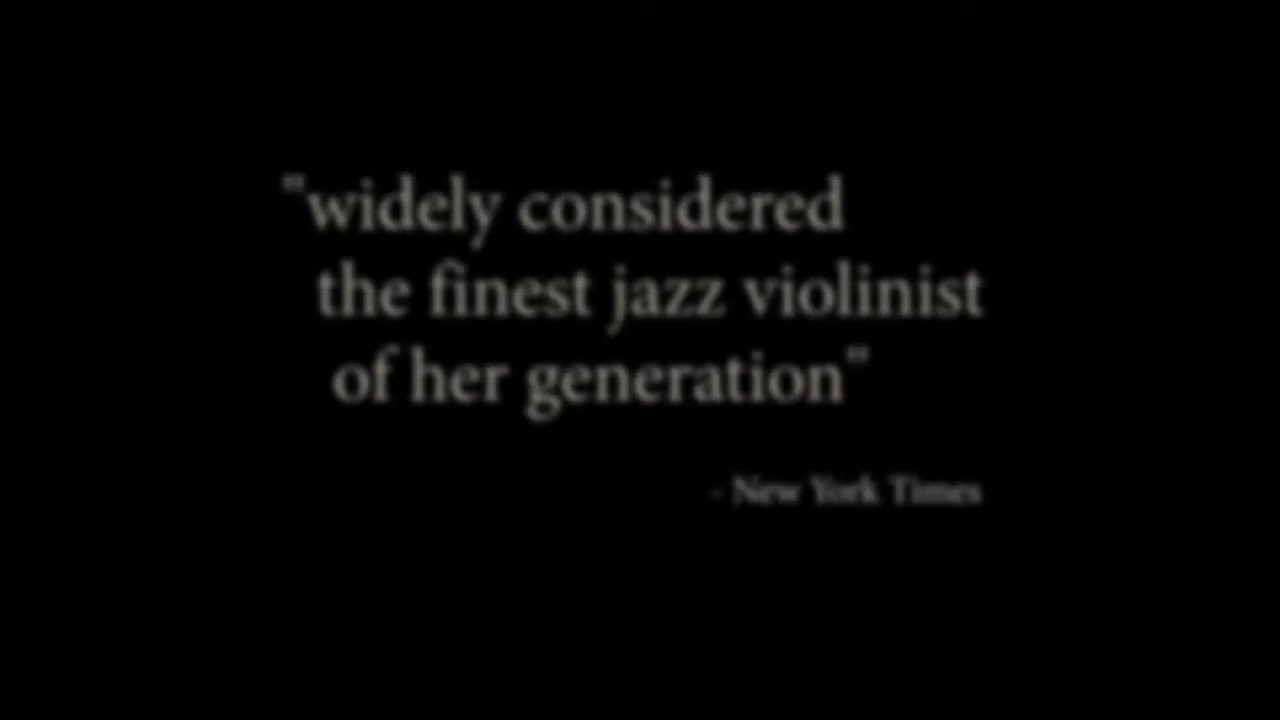 "widely considered
the finest jazz violinist
of her generation"
- New York Times